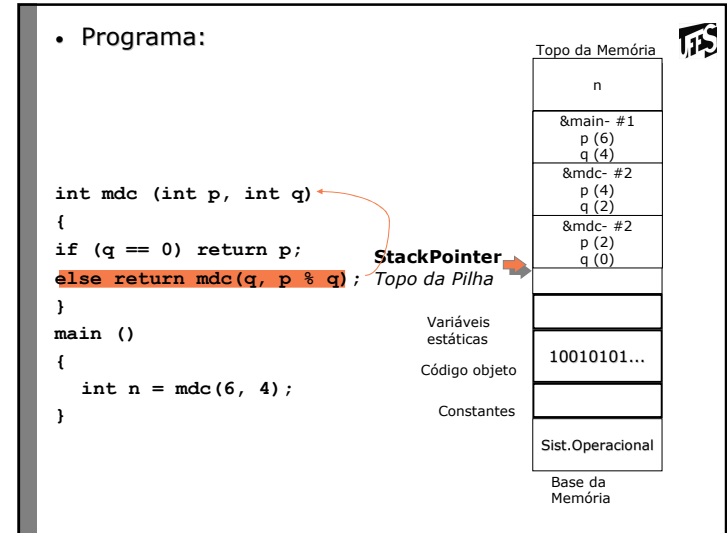 • Programa:
UFES
Topo da Memória
n
&main- #1
p (6)
q (4)
&mdc- #2
p (4)
q (2)
&mdc- #2
p (2)
q (0)
int mdc (int p, int q)
{
if (q == 0) return p;
else return mdc(q, p % q);
}
main ()
{
int n = mdc(6, 4);
}
StackPointer
Topo da Pilha
Variáveis
estáticas
Código objeto
10010101...
Constantes
Sist.Operacional
Base da
Memória